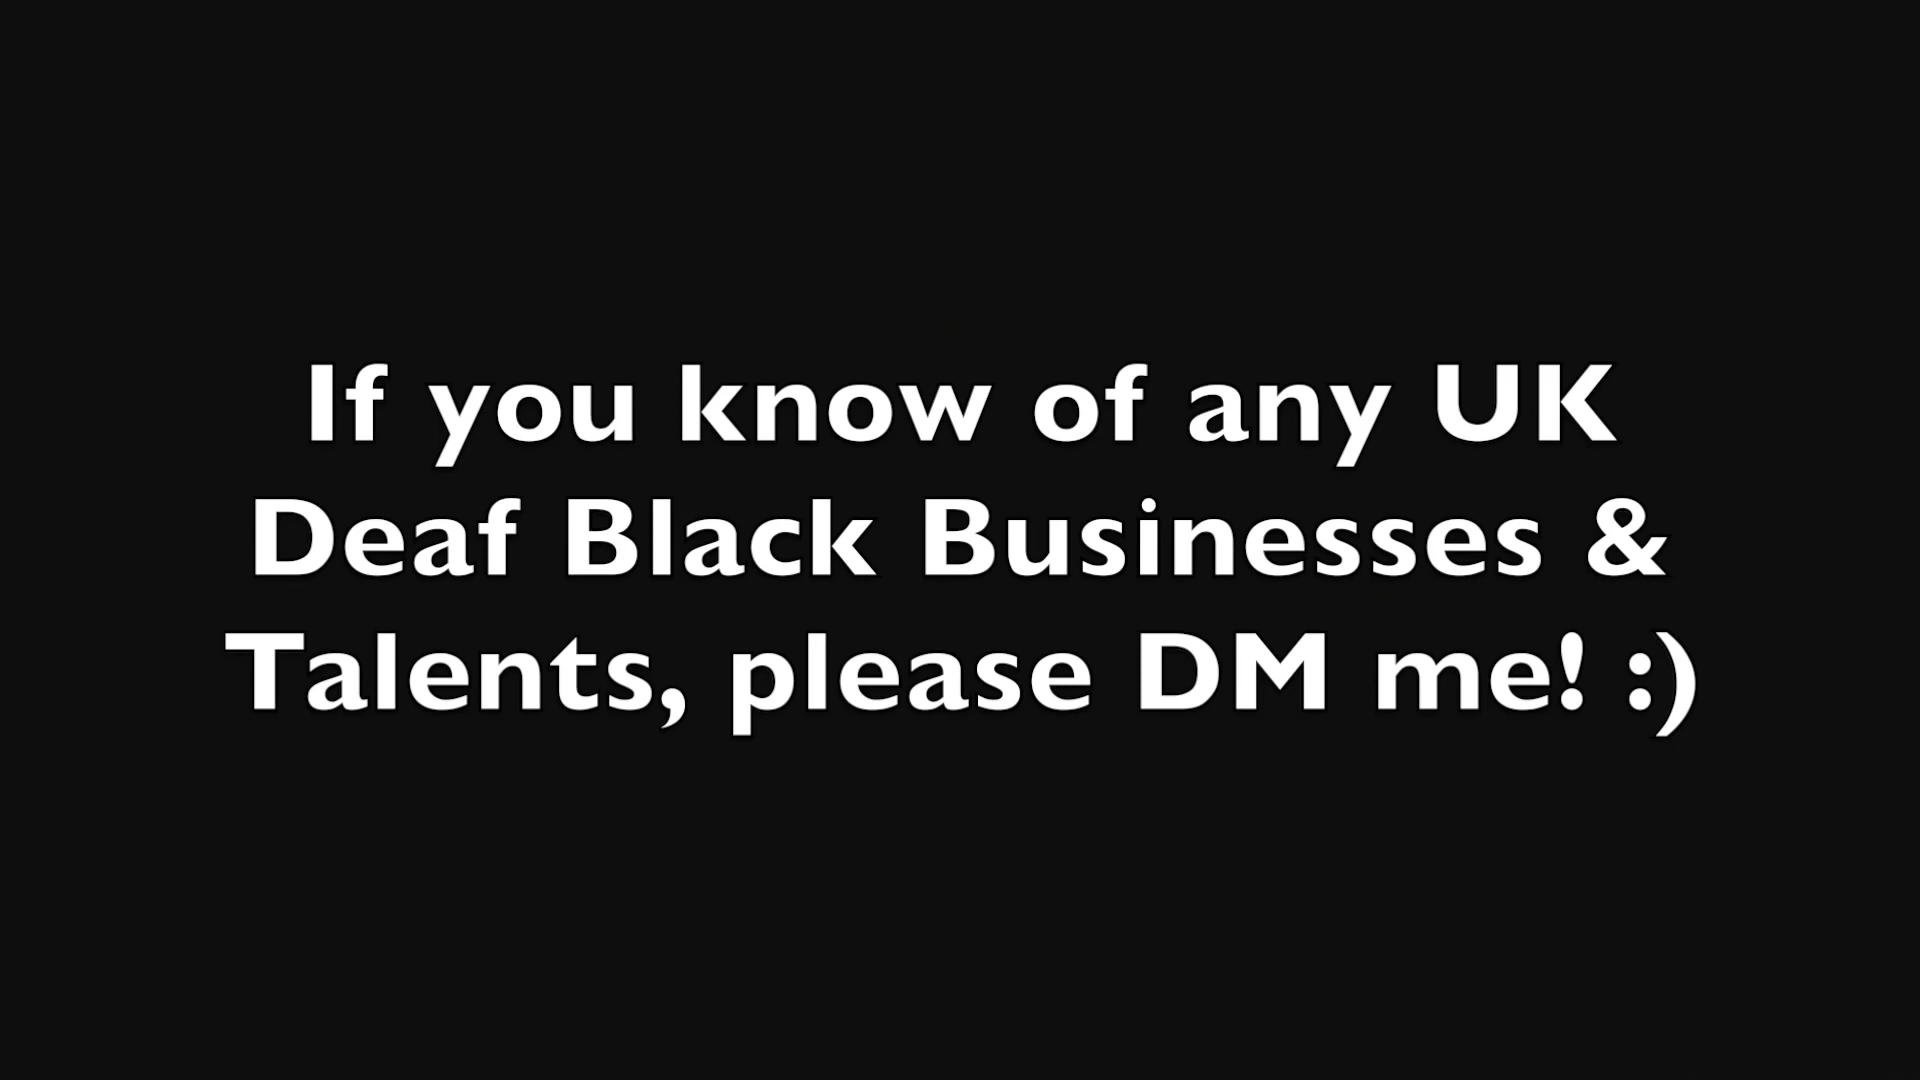 If you know of any UK
Deaf Black Businesses &
Talents, please DM me! :)